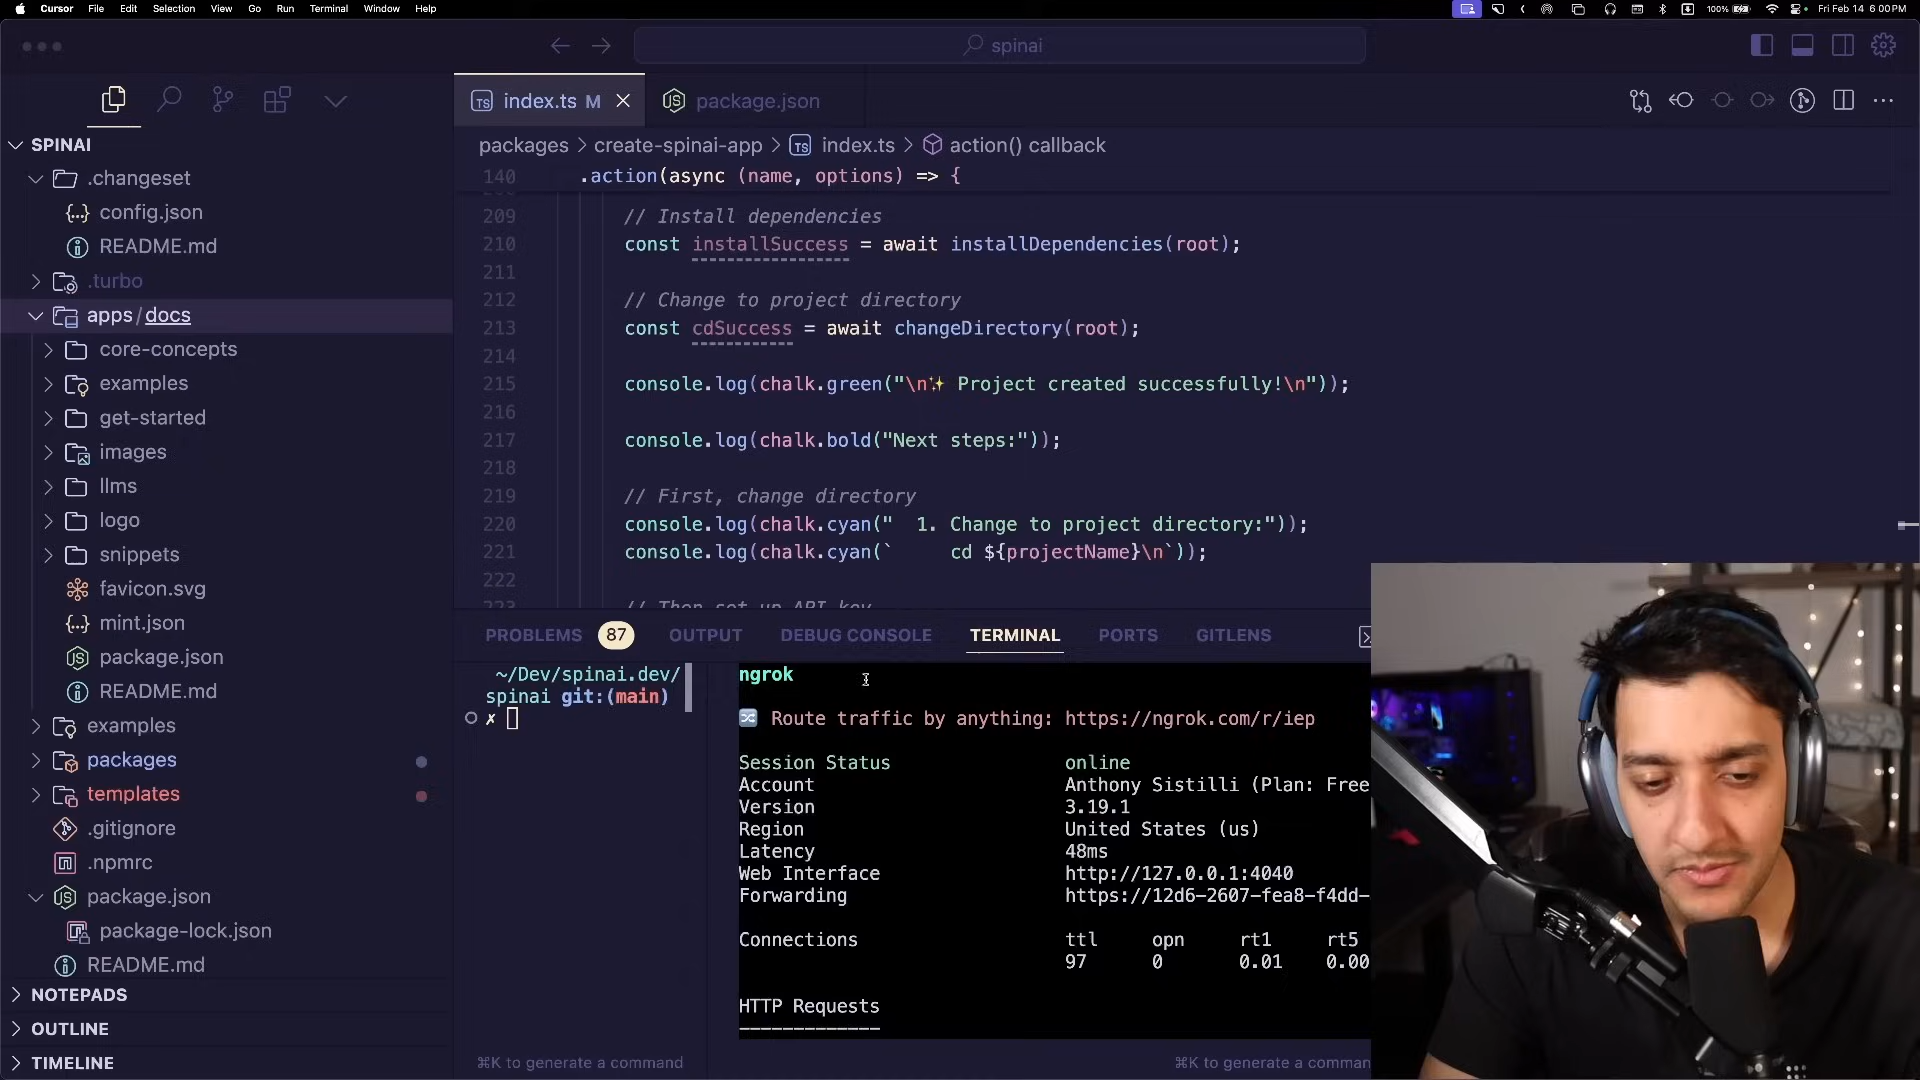 Cursor File Edit Selection View Go Run Terminal Window Help
100% Fri Feb 14 6:00 PM
spinai
index.ts M
package.json
packages > create-spinai-app > index.ts > action() callback
SPINAI
.changeset
config.json
README.md
.turbo
apps/docs
core-concepts
examples
get-started
images
llms
logo
snippets
favicon.svg
mint.json
package.json
README.md
examples
packages
templates
.gitignore
.npmrc
package.json
package-lock.json
README.md
NOTEPADS
OUTLINE
TIMELINE
140 .action(async (name, options) => {
209 // Install dependencies
210 const installSuccess = await installDependencies(root);
211
212 // Change to project directory
213 const cdSuccess = await changeDirectory(root);
214
215 console.log(chalk.green("\n✨ Project created successfully!\n"));
216
217 console.log(chalk.bold("Next steps:"));
218
219 // First, change directory
220 console.log(chalk.cyan("  1. Change to project directory:"));
221 console.log(chalk.cyan(`     cd ${projectName}\n`));
222
223 // Then set up API key
PROBLEMS 87 OUTPUT DEBUG CONSOLE TERMINAL PORTS GITLENS
~/Dev/spinai.dev/
spinai git:(main)
✗
⌘K to generate a command
ngrok
Route traffic by anything: https://ngrok.com/r/iep
Session Status online
Account Anthony Sistilli (Plan: Free
Version 3.19.1
Region United States (us)
Latency 48ms
Web Interface http://127.0.0.1:4040
Forwarding https://12d6-2607-fea8-f4dd-
Connections ttl opn rt1 rt5
97 0 0.01 0.00
HTTP Requests
-------------
⌘K to generate a comman